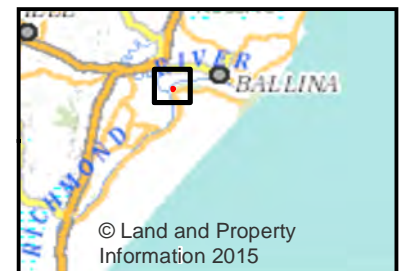 RIVER
BALLINA
RICHMOND
© Land and Property
Information 2015